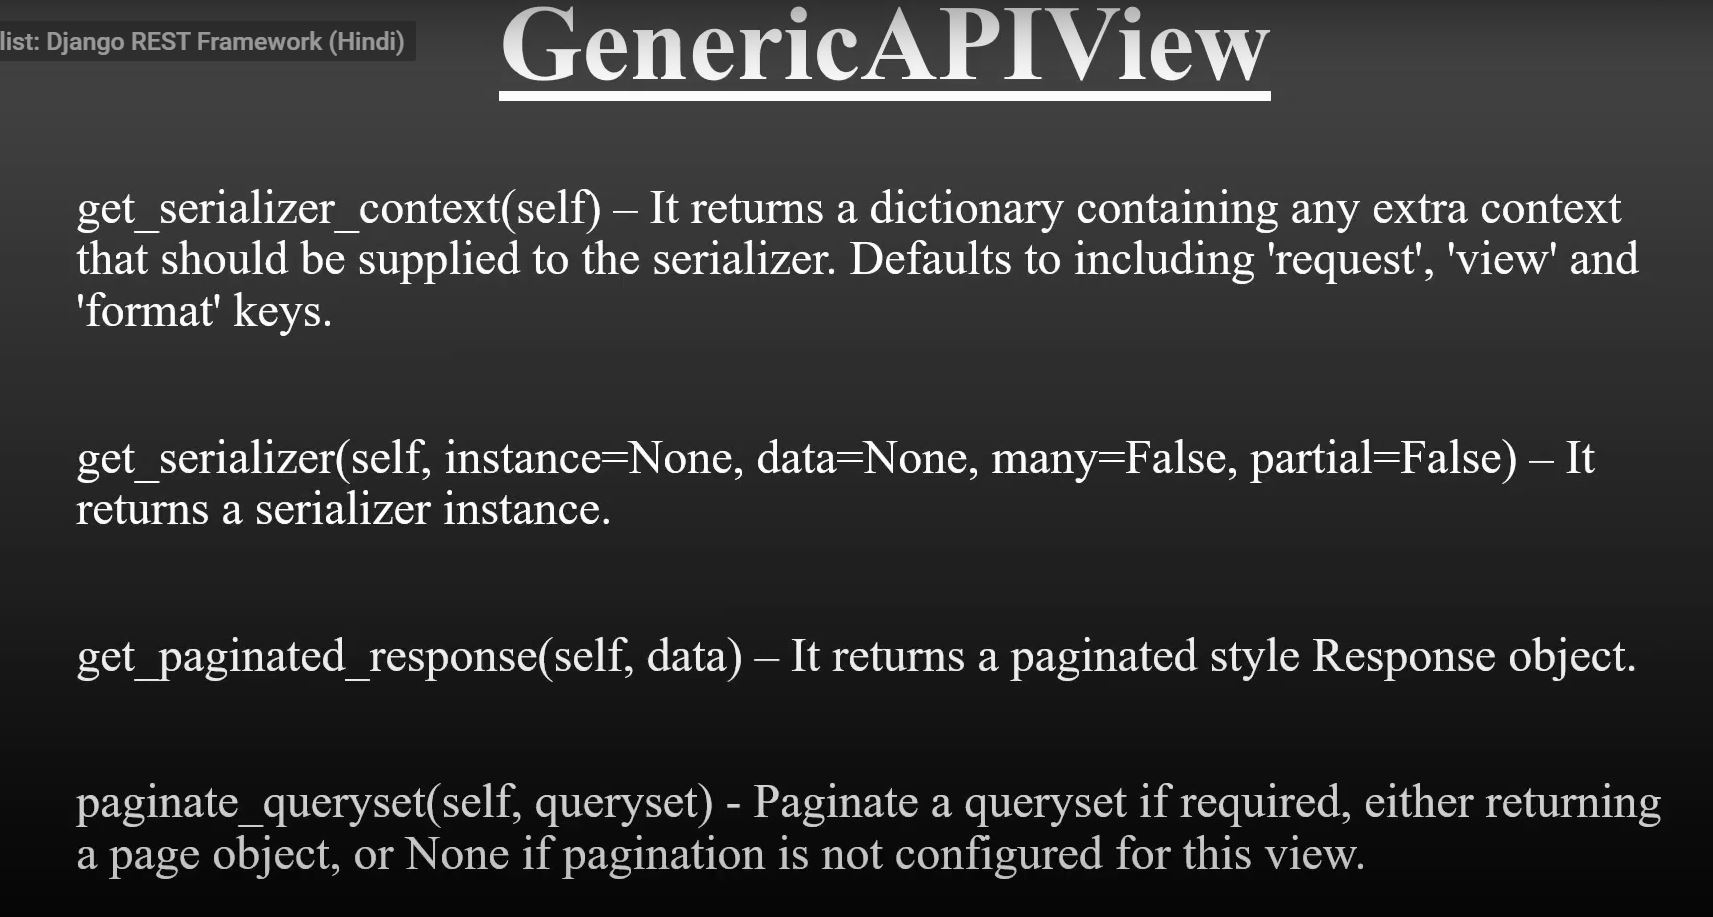 list: Django REST Framework (Hindi)
GenericAPIView
get_serializer_context(self) – It returns a dictionary containing any extra context
that should be supplied to the serializer. Defaults to including 'request', 'view' and
'format' keys.
get_serializer(self, instance=None, data=None, many=False, partial=False) – It
returns a serializer instance.
get_paginated_response(self, data) – It returns a paginated style Response object.
paginate_queryset(self, queryset) - Paginate a queryset if required, either returning
a page object, or None if pagination is not configured for this view.